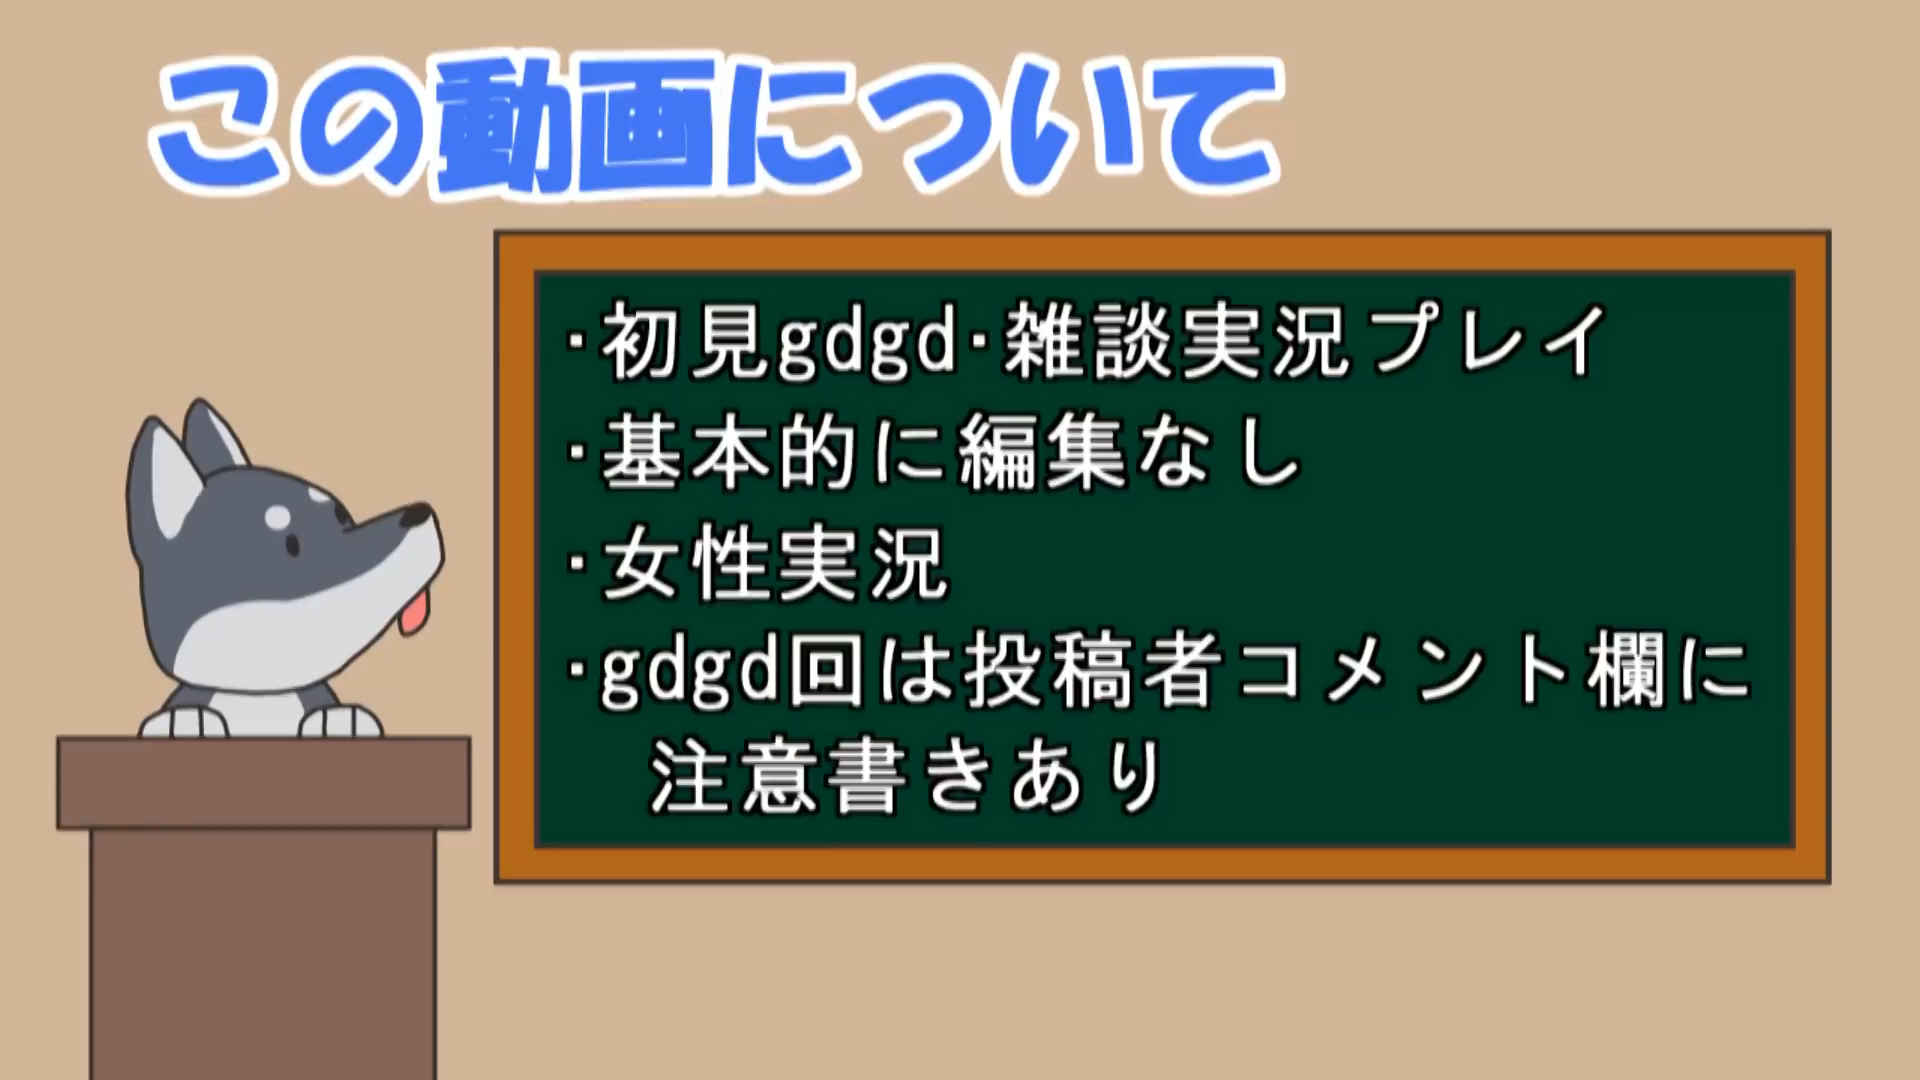 この動画について
・初見gdgd・雑談実況プレイ
・基本的に編集なし
・女性実況
・gdgd回は投稿者コメント欄に
注意書きあり